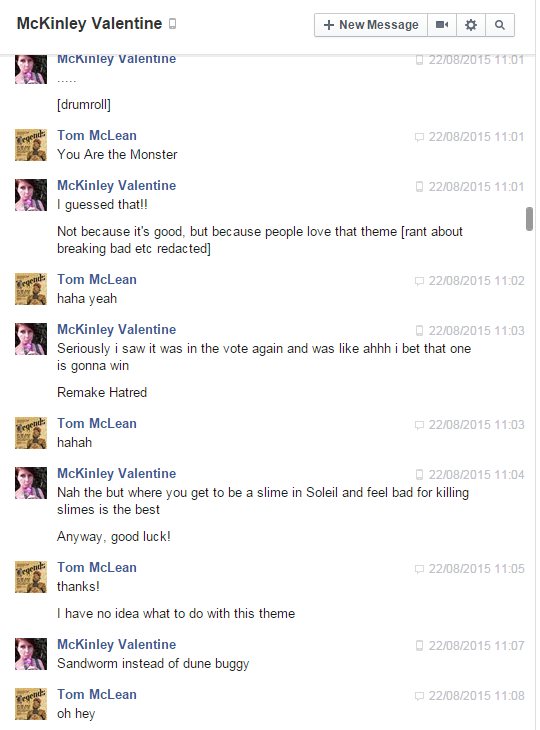 McKinley Valentine
+ New Message
McKinley Valentine 22/08/2015 11:01
.....
[drumroll]
Tom McLean 22/08/2015 11:01
You Are the Monster
McKinley Valentine 22/08/2015 11:01
I guessed that!!
Not because it's good, but because people love that theme [rant about
breaking bad etc redacted]
Tom McLean 22/08/2015 11:02
haha yeah
McKinley Valentine 22/08/2015 11:03
Seriously i saw it was in the vote again and was like ahhh i bet that one
is gonna win
Remake Hatred
Tom McLean 22/08/2015 11:03
hahah
McKinley Valentine 22/08/2015 11:04
Nah the but where you get to be a slime in Soleil and feel bad for killing
slimes is the best
Anyway, good luck!
Tom McLean 22/08/2015 11:05
thanks!
I have no idea what to do with this theme
McKinley Valentine 22/08/2015 11:07
Sandworm instead of dune buggy
Tom McLean 22/08/2015 11:08
oh hey